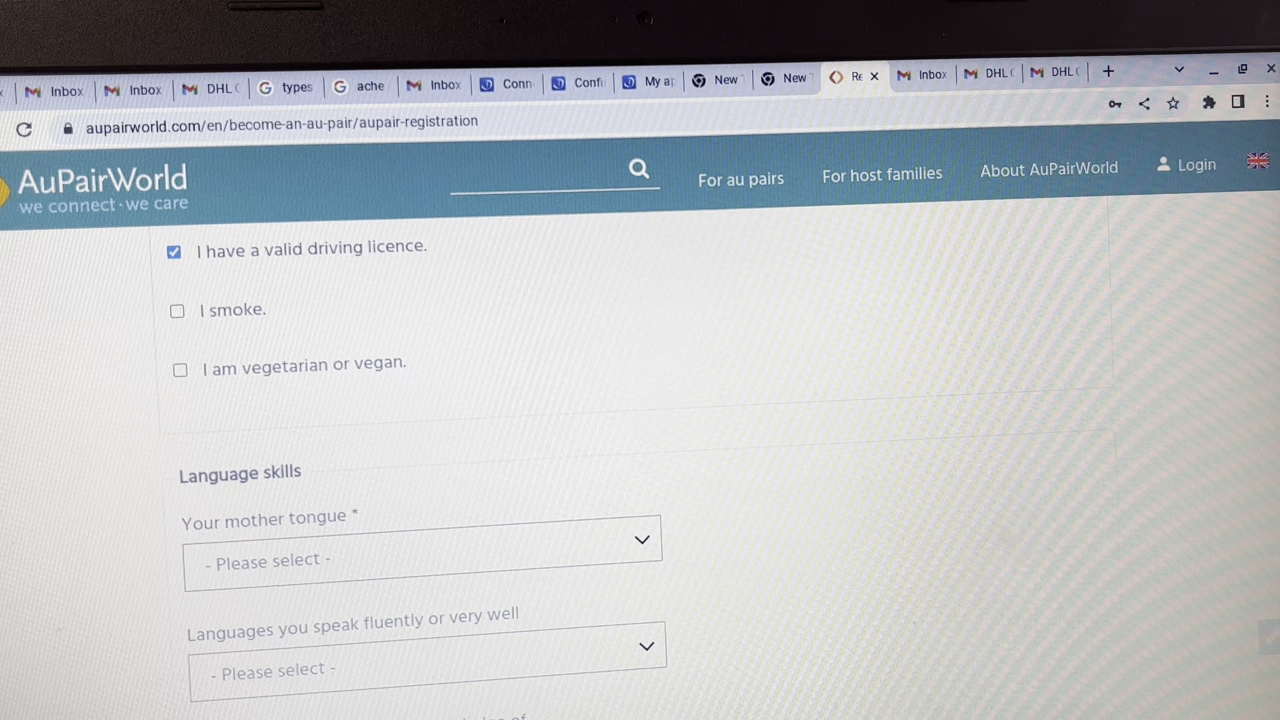 Inbox Inbox DHL types ache Inbox Conn Confi My a New New Re Inbox DHL DHL
aupairworld.com/en/become-an-au-pair/aupair-registration
AuPairWorld
we connect·we care
For au pairs For host families About AuPairWorld Login
I have a valid driving licence.
I smoke.
I am vegetarian or vegan.
Language skills
Your mother tongue *
- Please select -
Languages you speak fluently or very well
- Please select -
of